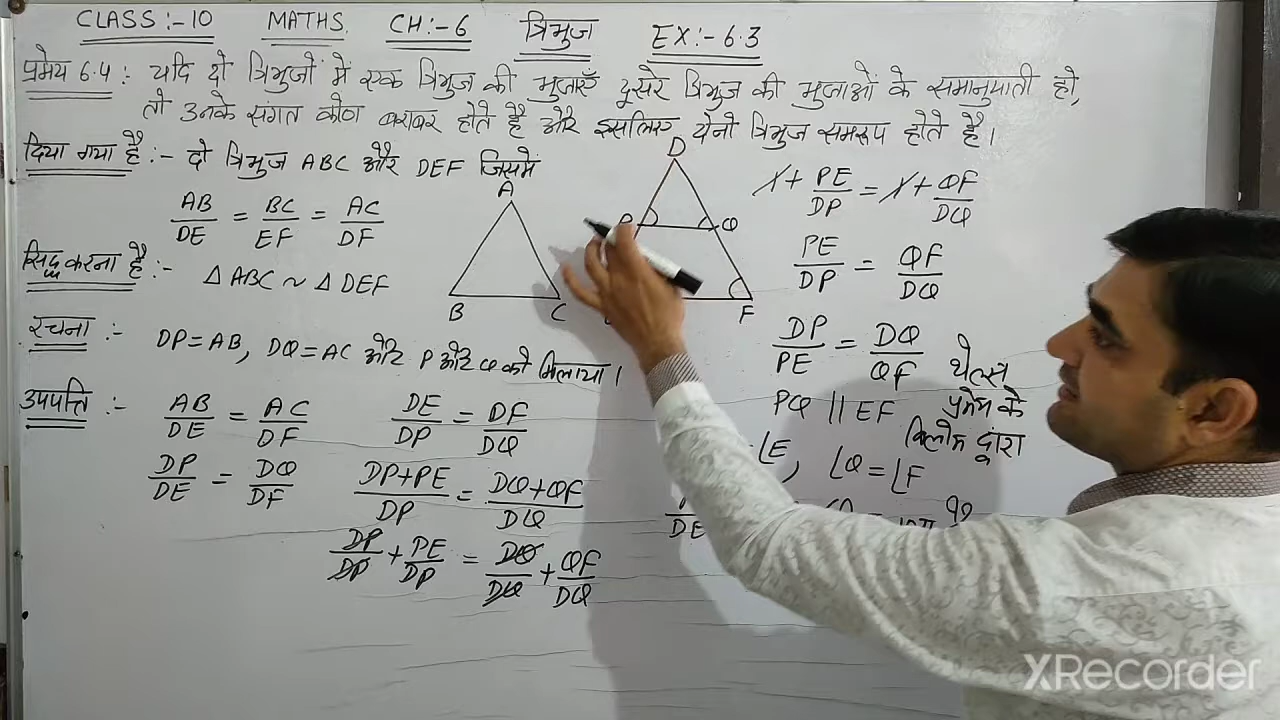 CLASS:-10 MATHS. CH:-6 त्रिभुज EX:-6.3
प्रमेय 6.4:- यदि दो त्रिभुजों में एक त्रिभुज की भुजाएँ दूसरे त्रिभुज की भुजाओं के समानुपाती हो,
तो उनके संगत कोण बराबर होते है और इसलिए दोनो त्रिभुज समरूप होते है।
दिया गया है:- दो त्रिभुज ABC और DEF जिसमे
AB/DE = BC/EF = AC/DF
सिद्ध करना है:- △ABC ~ △DEF
रचना:- DP=AB, DQ=AC और P और Q को मिलाया।
उपपत्ति:- AB/DE = AC/DF
DP/DE = DQ/DF
DE/DP = DF/DQ
DP+PE/DP = DQ+QF/DQ
DP/DP + PE/DP = DQ/DQ + QF/DQ
A
B C
D
P Q
F
1+ PE/DP = 1+ QF/DQ
PE/DP = QF/DQ
DP/PE = DQ/QF थेल्स
PQ || EF प्रमेय के
विलोम द्वारा
∠E, ∠Q = ∠F
DE
XRecorder